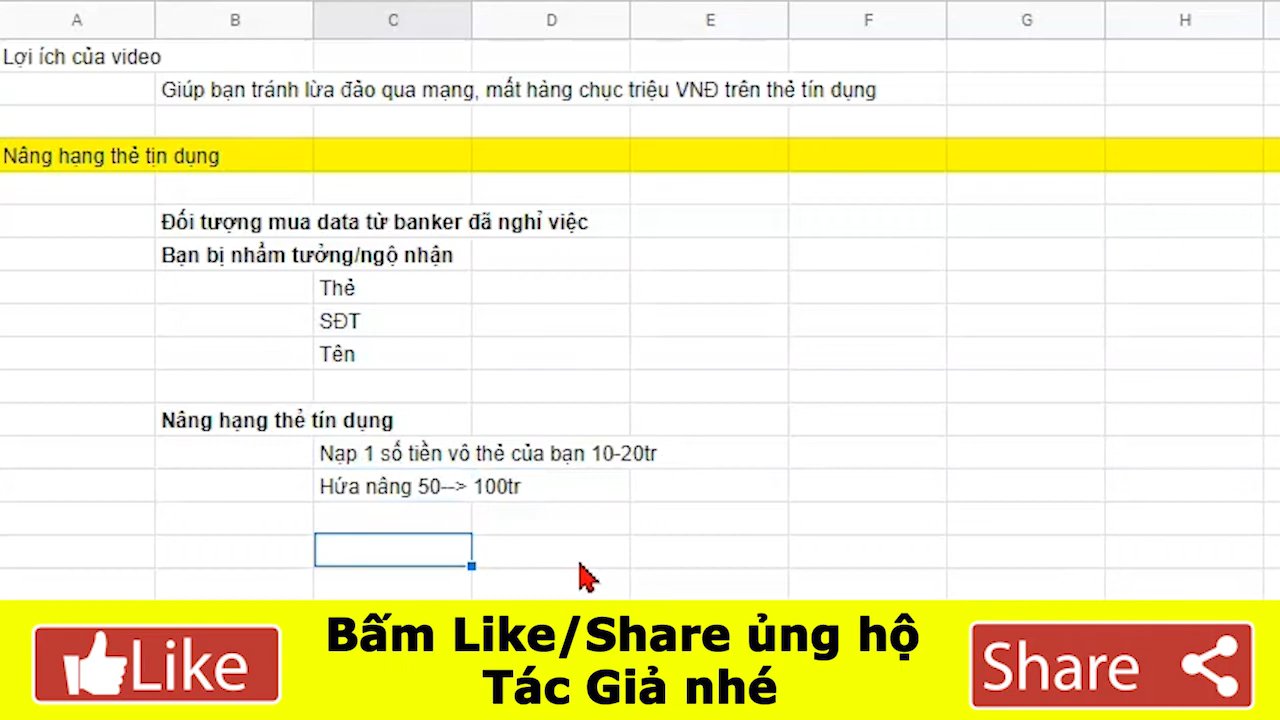 A B C D E F G H
Lợi ích của video
Giúp bạn tránh lừa đảo qua mạng, mất hàng chục triệu VNĐ trên thẻ tín dụng
Nâng hạng thẻ tịn dụng
Đối tượng mua data từ banker đã nghỉ việc
Bạn bị nhầm tưởng/ngộ nhận
Thẻ
SĐT
Tên
Nâng hạng thẻ tín dụng
Nạp 1 số tiền vô thẻ của bạn 10-20tr
Hứa nâng 50--> 100tr
Bấm Like/Share ủng hộ
Tác Giả nhé
Like
Share